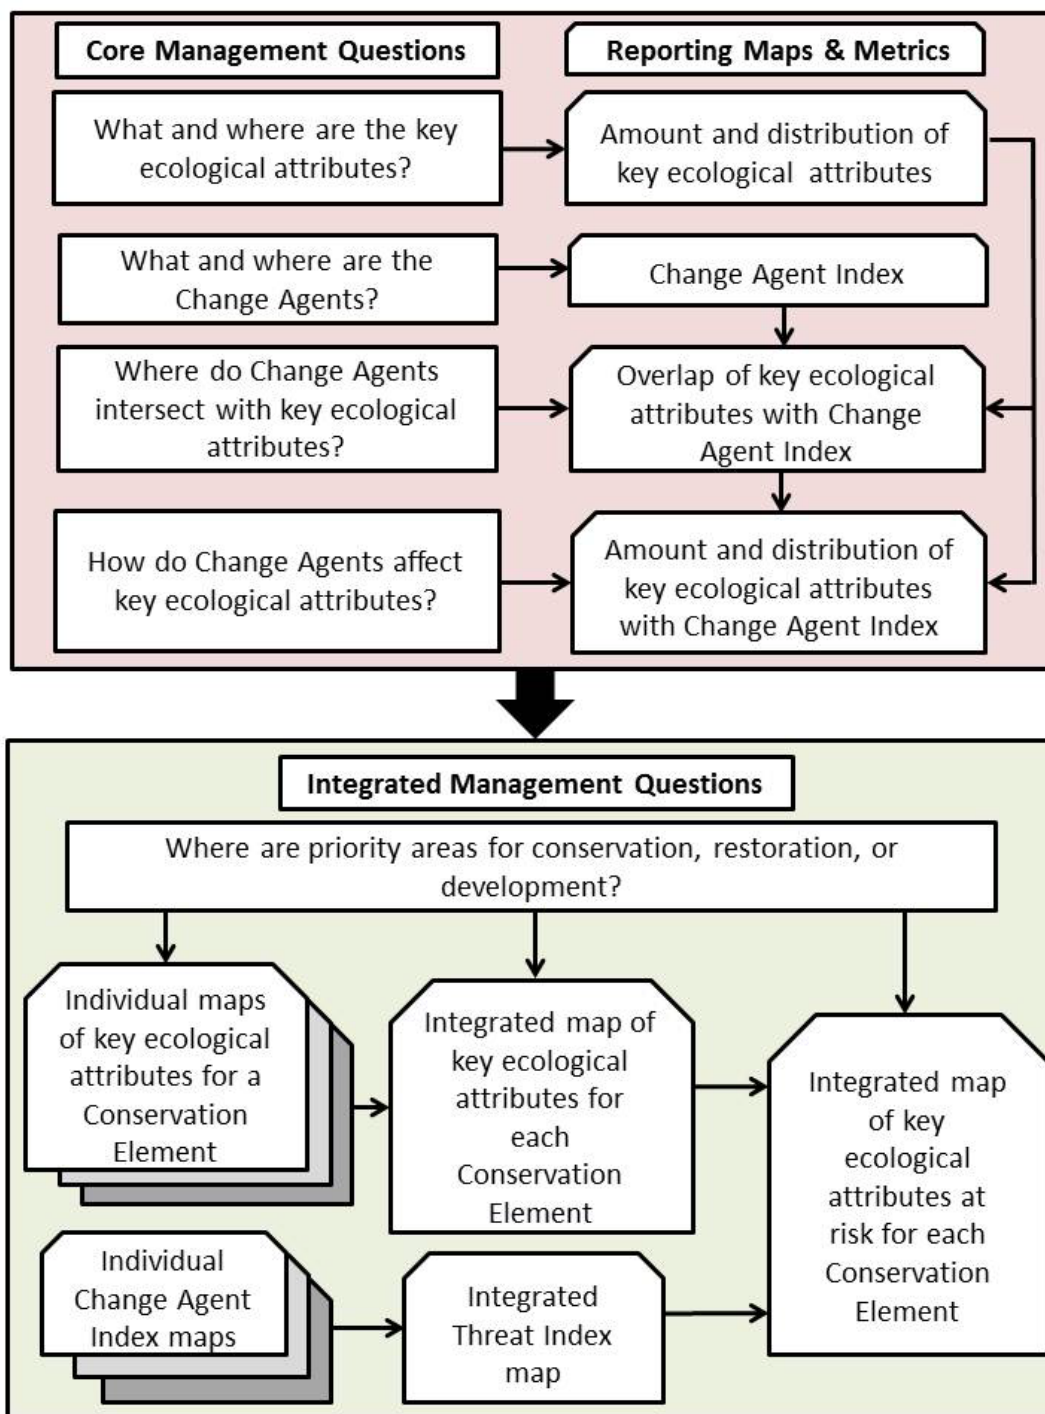 Core Management Questions
Reporting Maps & Metrics
What and where are the key
ecological attributes?
Amount and distribution of
key ecological attributes
What and where are the
Change Agents?
Change Agent Index
Where do Change Agents
intersect with key ecological
attributes?
Overlap of key ecological
attributes with Change
Agent Index
How do Change Agents affect
key ecological attributes?
Amount and distribution of
key ecological attributes
with Change Agent Index
Integrated Management Questions
Where are priority areas for conservation, restoration, or
development?
Individual maps
of key ecological
attributes for a
Conservation
Element
Integrated map of
key ecological
attributes for
each
Conservation
Element
Integrated map
of key
ecological
attributes at
risk for each
Conservation
Element
Individual
Change Agent
Index maps
Integrated
Threat Index
map